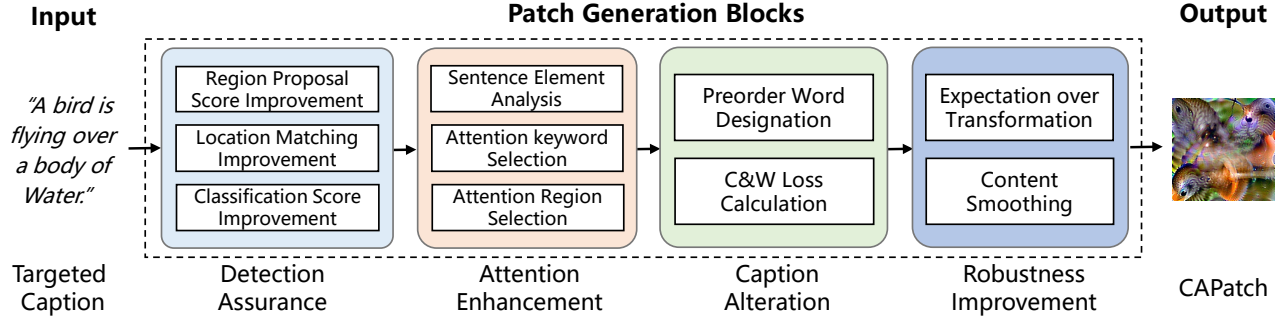 Input
Patch Generation Blocks
Output
“A bird is
flying over
a body of
Water.”
Region Proposal
Score Improvement
Location Matching
Improvement
Classification Score
Improvement
Sentence Element
Analysis
Attention keyword
Selection
Attention Region
Selection
Preorder Word
Designation
C&W Loss
Calculation
Expectation over
Transformation
Content
Smoothing
Targeted
Caption
Detection
Assurance
Attention
Enhancement
Caption
Alteration
Robustness
Improvement
CAPatch